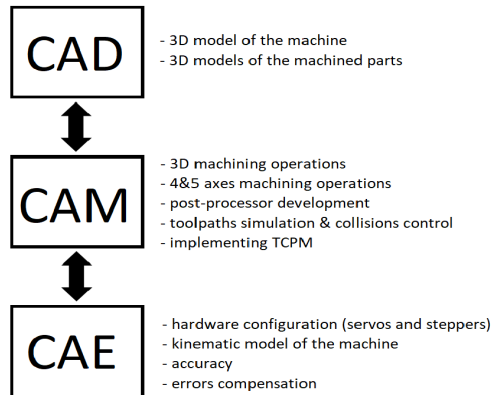 CAD
- 3D model of the machine
- 3D models of the machined parts
CAM
- 3D machining operations
- 4&5 axes machining operations
- post-processor development
- toolpaths simulation & collisions control
- implementing TCPM
CAE
- hardware configuration (servos and steppers)
- kinematic model of the machine
- accuracy
- errors compensation